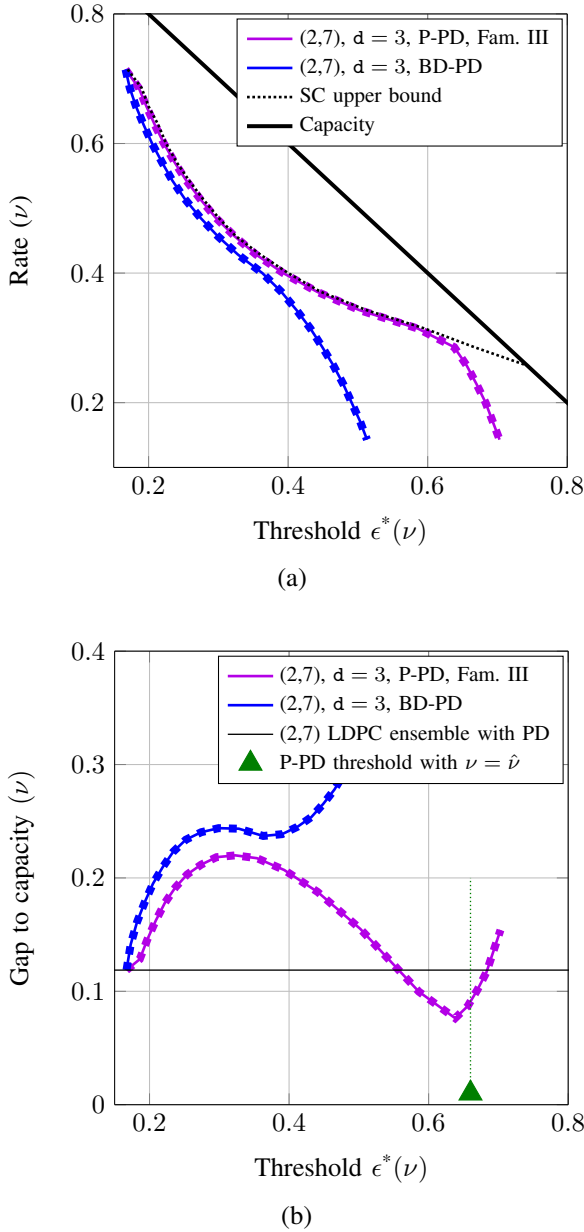 0.8
(2,7), d = 3, P-PD, Fam. III
(2,7), d = 3, BD-PD
SC upper bound
Capacity
0.6
Rate (ν)
0.4
0.2
0.2 0.4 0.6 0.8
Threshold ϵ*(ν)
(a)
0.4
(2,7), d = 3, P-PD, Fam. III
(2,7), d = 3, BD-PD
(2,7) LDPC ensemble with PD
P-PD threshold with ν = ν̂
0.3
Gap to capacity (ν)
0.2
0.1
0
0.2 0.4 0.6 0.8
Threshold ϵ*(ν)
(b)